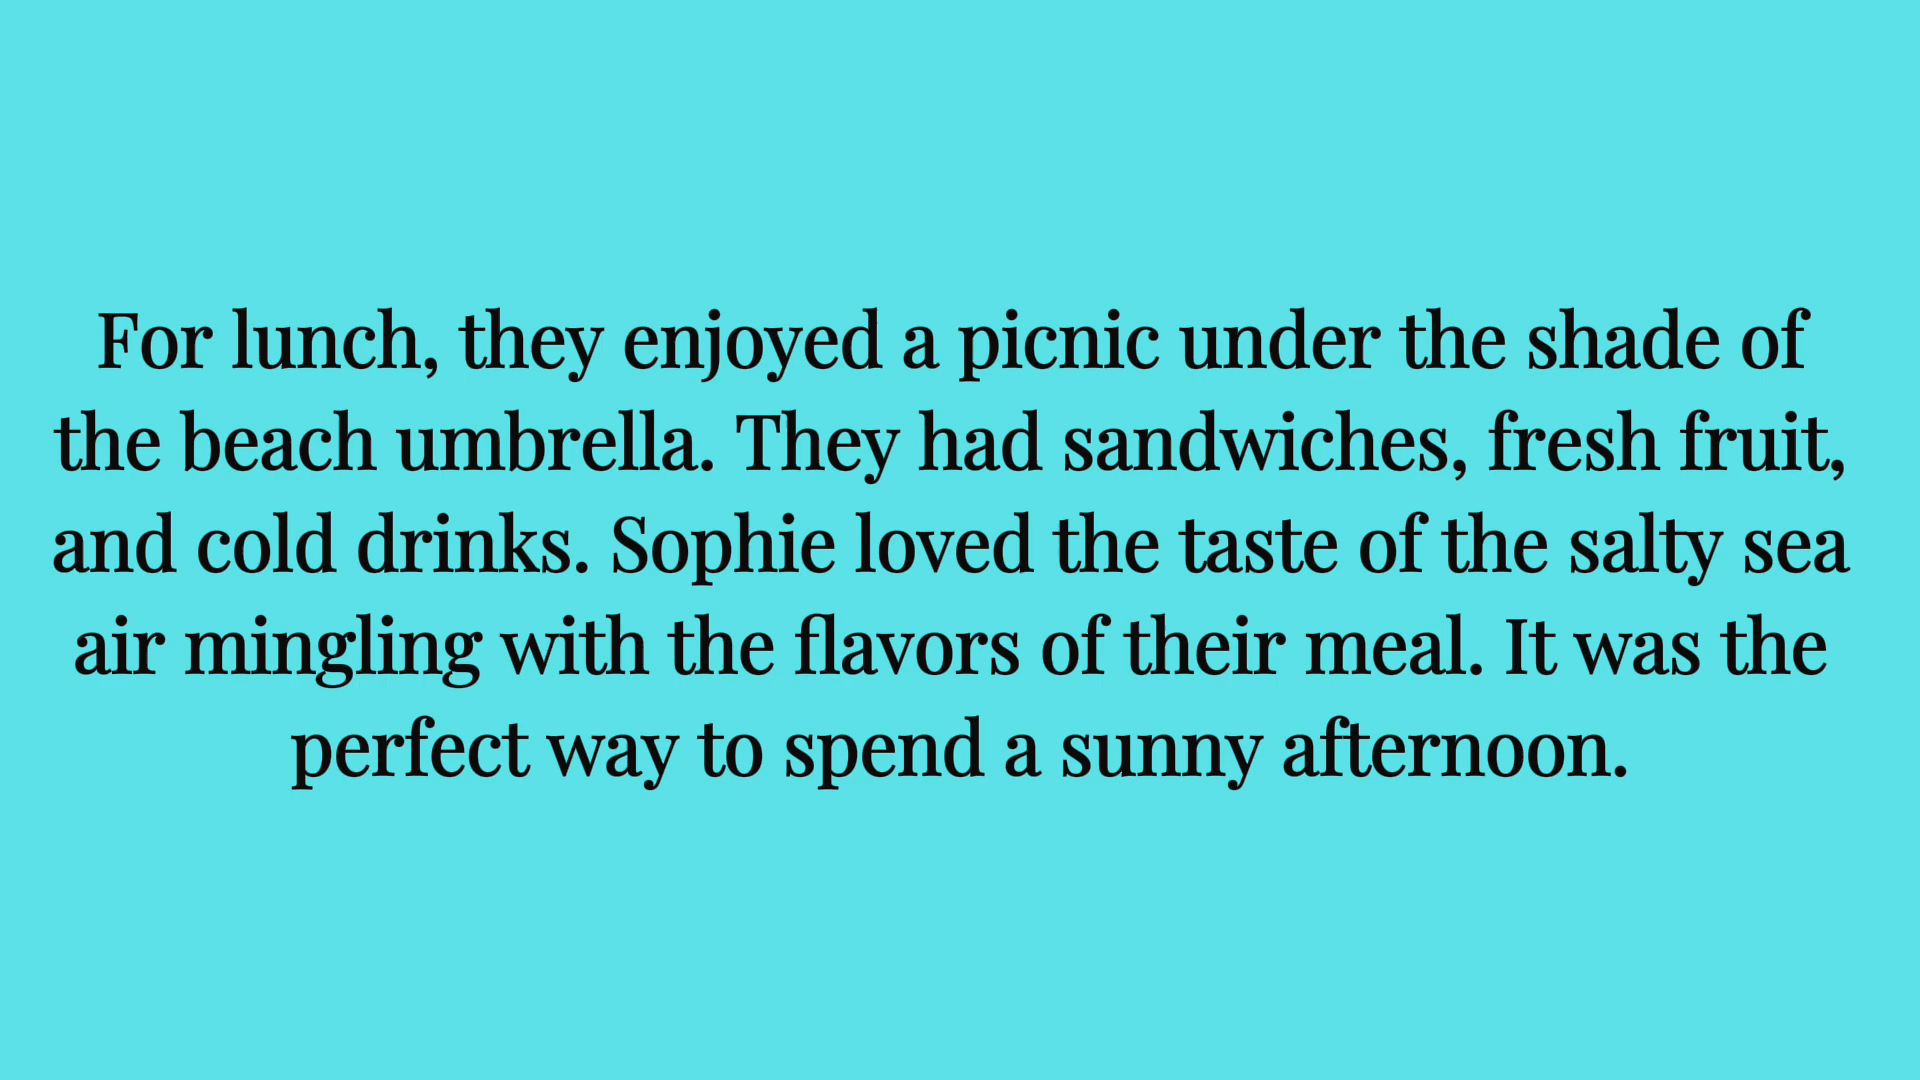 For lunch, they enjoyed a picnic under the shade of
the beach umbrella. They had sandwiches, fresh fruit,
and cold drinks. Sophie loved the taste of the salty sea
air mingling with the flavors of their meal. It was the
perfect way to spend a sunny afternoon.